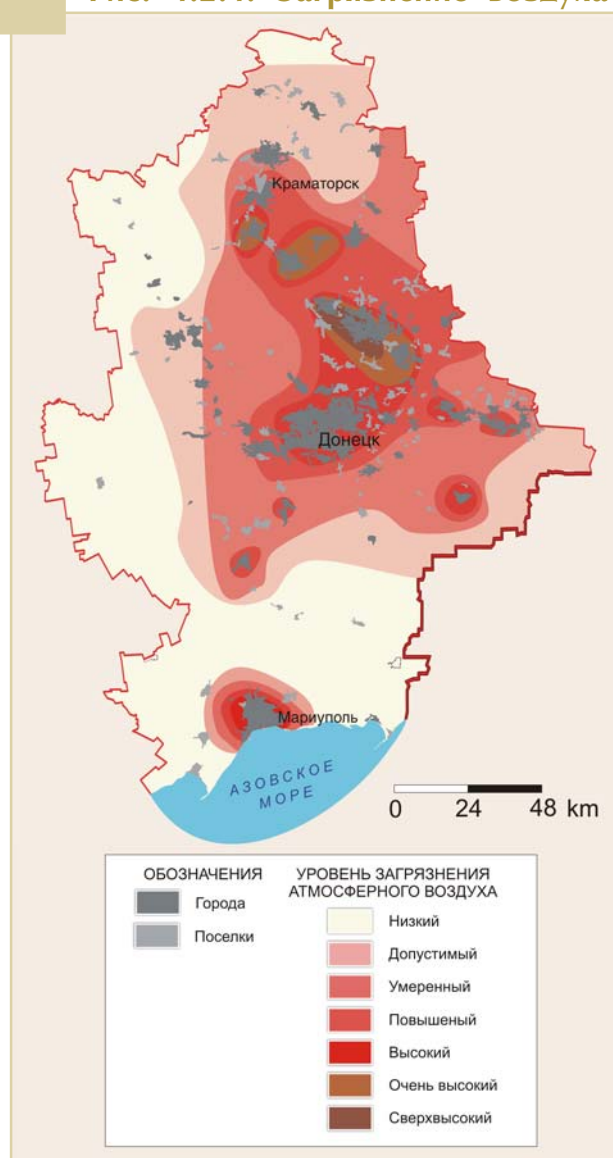 Краматорск
Донецк
Мариуполь
АЗОВСКОЕ
МОРЕ
0 24 48 km
ОБОЗНАЧЕНИЯ
Города
Поселки
УРОВЕНЬ ЗАГРЯЗНЕНИЯ
АТМОСФЕРНОГО ВОЗДУХА
Низкий
Допустимый
Умеренный
Повышеный
Высокий
Очень высокий
Сверхвысокий